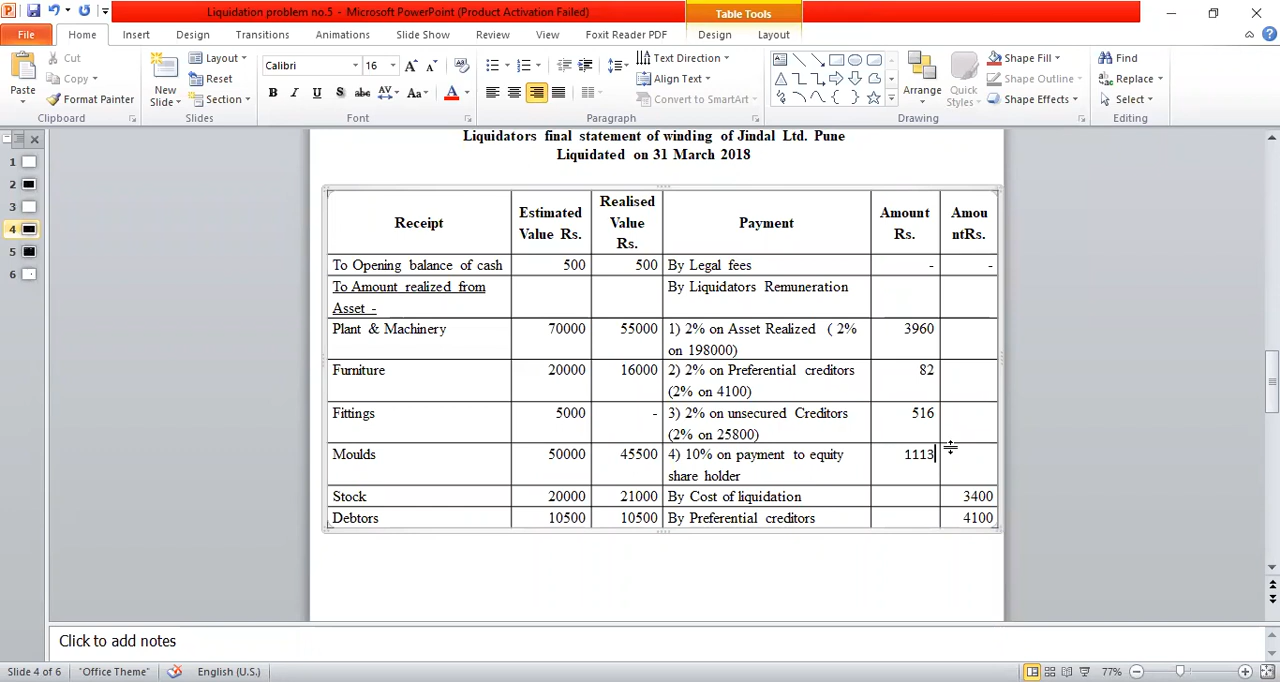 Liquidation problem no.5 - Microsoft PowerPoint (Product Activation Failed)
Table Tools
File Home Insert Design Transitions Animations Slide Show Review View Foxit Reader PDF Design Layout
Paste
Cut
Copy
Format Painter
Clipboard
New Slide
Layout
Reset
Section
Slides
Calibri 16
B I U S abc AV Aa A
Font
Text Direction
Align Text
Convert to SmartArt
Paragraph
Arrange
Quick Styles
Shape Fill
Shape Outline
Shape Effects
Drawing
Find
Replace
Select
Editing
1
2
3
4
5
6
Liquidators final statement of winding of Jindal Ltd. Pune
Liquidated on 31 March 2018
Receipt Estimated Value Rs. Realised Value Rs. Payment Amount Rs. Amou ntRs.
To Opening balance of cash 500 500 By Legal fees - -
To Amount realized from Asset - By Liquidators Remuneration
Plant & Machinery 70000 55000 1) 2% on Asset Realized ( 2% on 198000) 3960
Furniture 20000 16000 2) 2% on Preferential creditors (2% on 4100) 82
Fittings 5000 - 3) 2% on unsecured Creditors (2% on 25800) 516
Moulds 50000 45500 4) 10% on payment to equity share holder 1113
Stock 20000 21000 By Cost of liquidation 3400
Debtors 10500 10500 By Preferential creditors 4100
Click to add notes
Slide 4 of 6 "Office Theme" English (U.S.) 77%